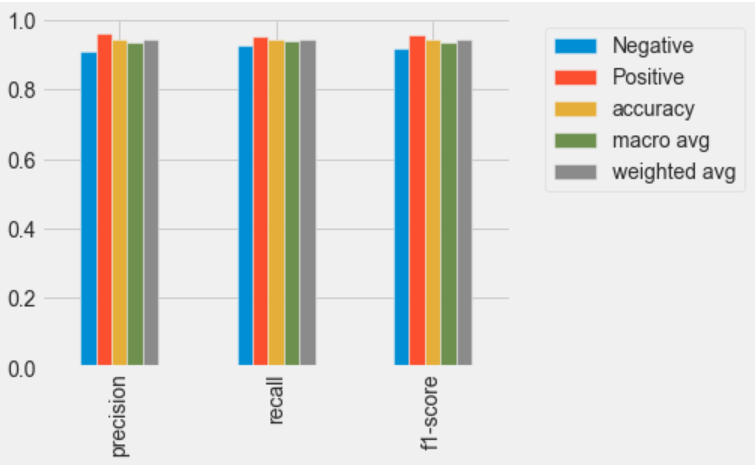 1.0
0.8
0.6
0.4
0.2
0.0
precision
recall
f1-score
Negative
Positive
accuracy
macro avg
weighted avg